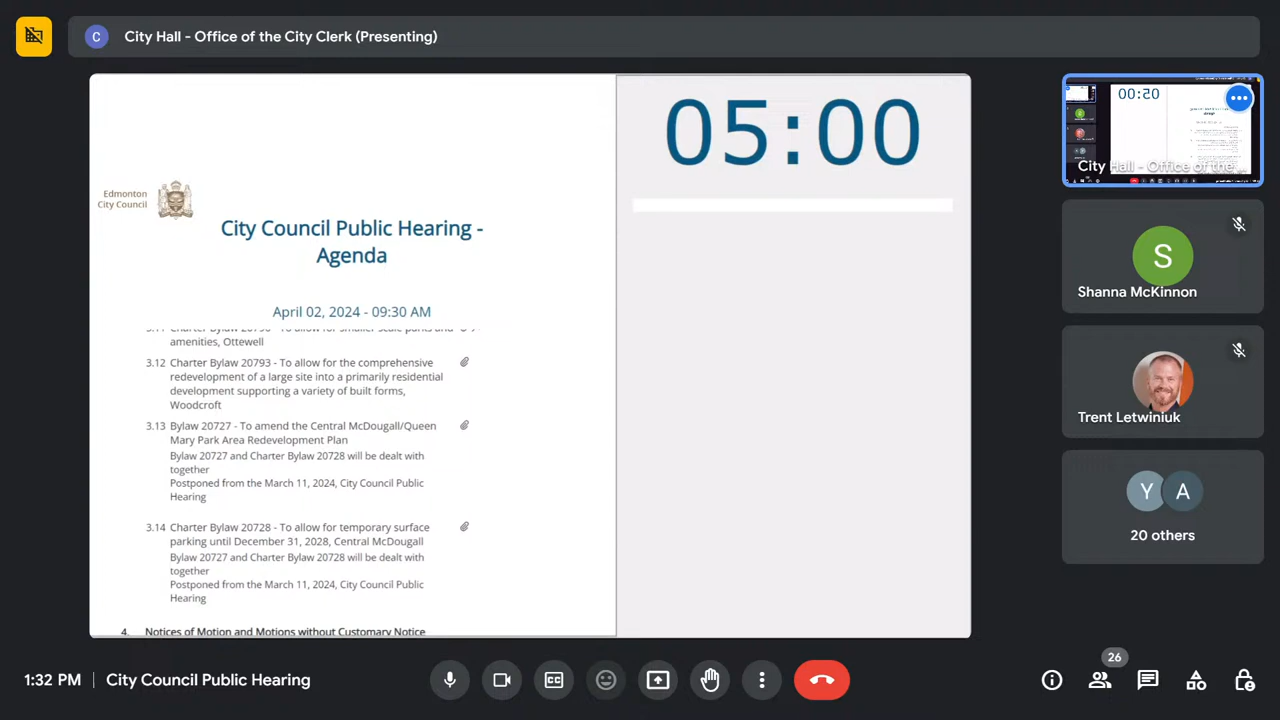 City Hall - Office of the City Clerk (Presenting)
C
05:00
Edmonton
City Council
City Council Public Hearing -
Agenda
April 02, 2024 - 09:30 AM
amenities, Ottewell
3.12 Charter Bylaw 20793 - To allow for the comprehensive
redevelopment of a large site into a primarily residential
development supporting a variety of built forms,
Woodcroft
3.13 Bylaw 20727 - To amend the Central McDougall/Queen
Mary Park Area Redevelopment Plan
Bylaw 20727 and Charter Bylaw 20728 will be dealt with
together
Postponed from the March 11, 2024, City Council Public
Hearing
3.14 Charter Bylaw 20728 - To allow for temporary surface
parking until December 31, 2028, Central McDougall
Bylaw 20727 and Charter Bylaw 20728 will be dealt with
together
Postponed from the March 11, 2024, City Council Public
Hearing
4. Notices of Motion and Motions without Customary Notice
City Hall - Office of the...
S
Shanna McKinnon
Trent Letwiniuk
Y A
20 others
1:32 PM | City Council Public Hearing
26